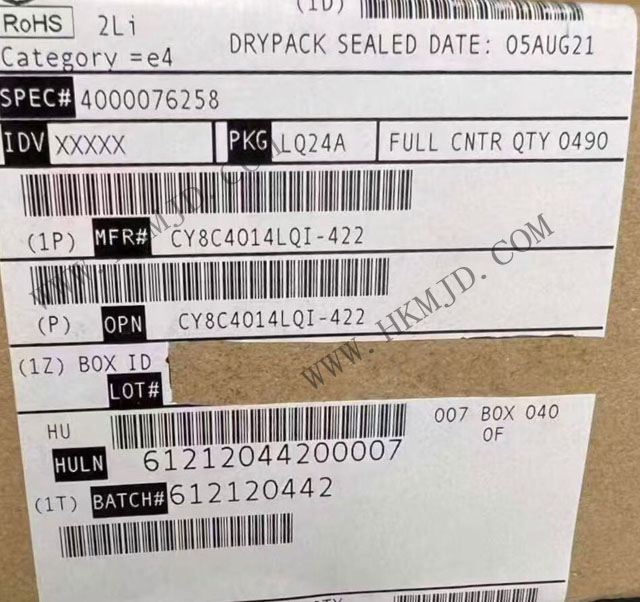 (1D)
RoHS 2Li
DRYPACK SEALED DATE: 05AUG21
Category =e4
SPEC# 4000076258
IDV XXXXX PKG LQ24A FULL CNTR QTY 0490
(1P) MFR# CY8C4014LQI-422
(P) OPN CY8C4014LQI-422
WWW.HKMJD.COM
WWW.HKMJD.COM
(1Z) BOX ID
LOT#
HU 007 BOX 040
OF
HULN 61212044200007
(1T) BATCH# 612120442
QTY